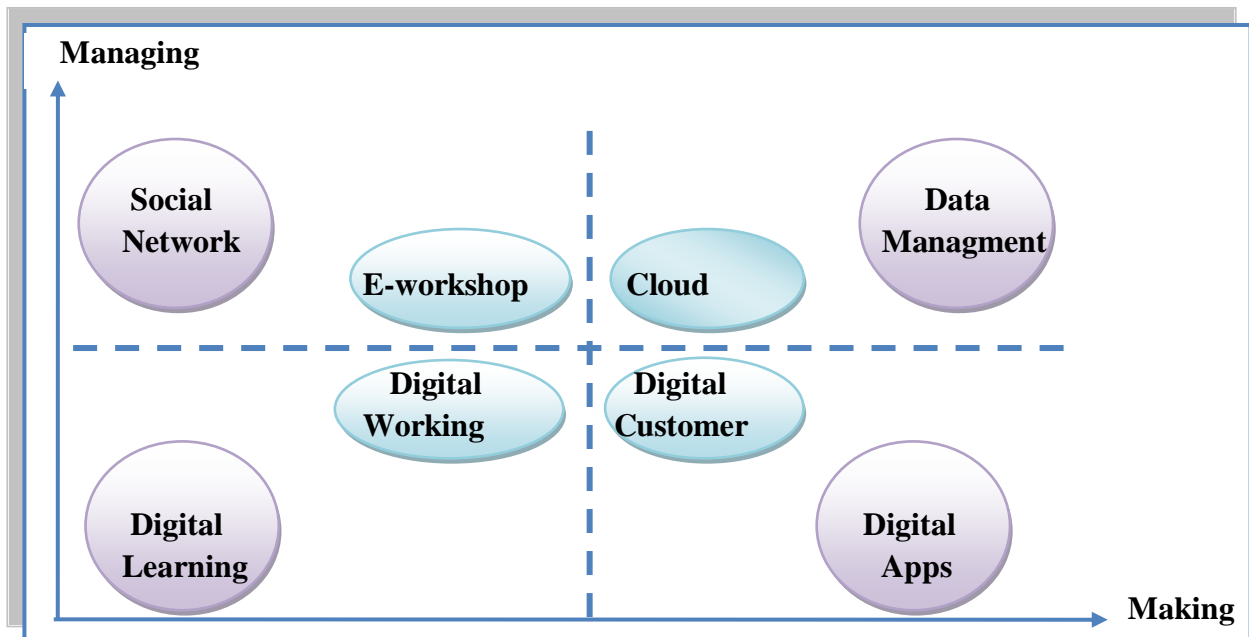 Managing
Social
Network
Data
Managment
E-workshop
Cloud
Digital
Working
Digital
Customer
Digital
Learning
Digital
Apps
Making